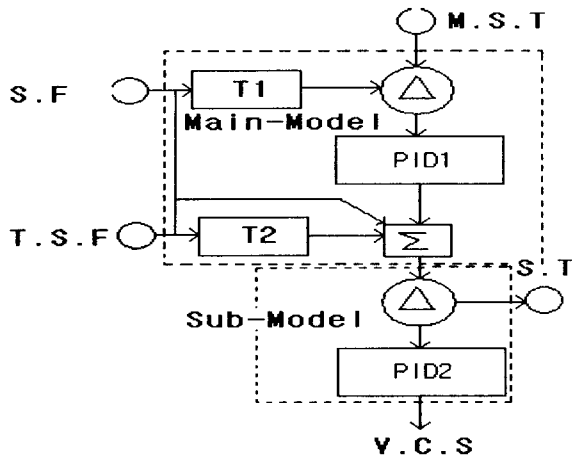 M.S.T
S.F
T1
△
Main-Model
PID1
T.S.F
T2
Σ
S.T
△
Sub-Model
PID2
V.C.S